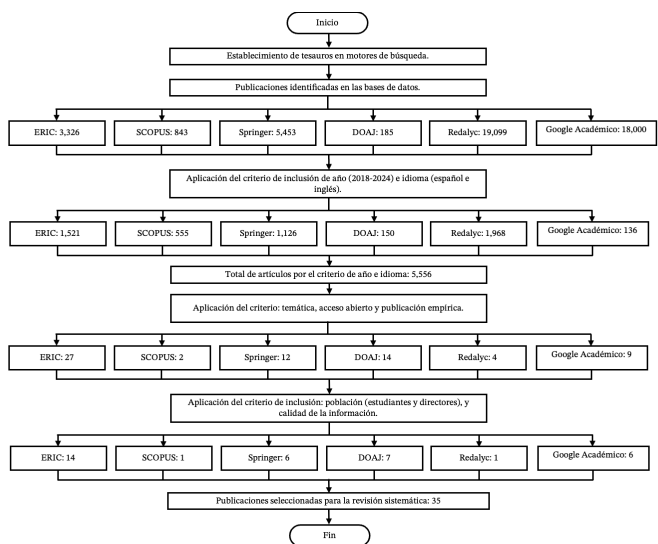 Inicio
Establecimiento de tesauros en motores de búsqueda.
Publicaciones identificadas en las bases de datos.
ERIC: 3,326
SCOPUS: 843
Springer: 5,453
DOAJ: 185
Redalyc: 19,099
Google Académico: 18,000
Aplicación del criterio de inclusión de año (2018-2024) e idioma (español e
inglés).
ERIC: 1,521
SCOPUS: 555
Springer: 1,126
DOAJ: 150
Redalyc: 1,968
Google Académico: 136
Total de artículos por el criterio de año e idioma: 5,556
Aplicación del criterio: temática, acceso abierto y publicación empírica.
ERIC: 27
SCOPUS: 2
Springer: 12
DOAJ: 14
Redalyc: 4
Google Académico: 9
Aplicación del criterio de inclusión: población (estudiantes y directores), y
calidad de la información.
ERIC: 14
SCOPUS: 1
Springer: 6
DOAJ: 7
Redalyc: 1
Google Académico: 6
Publicaciones seleccionadas para la revisión sistemática: 35
Fin